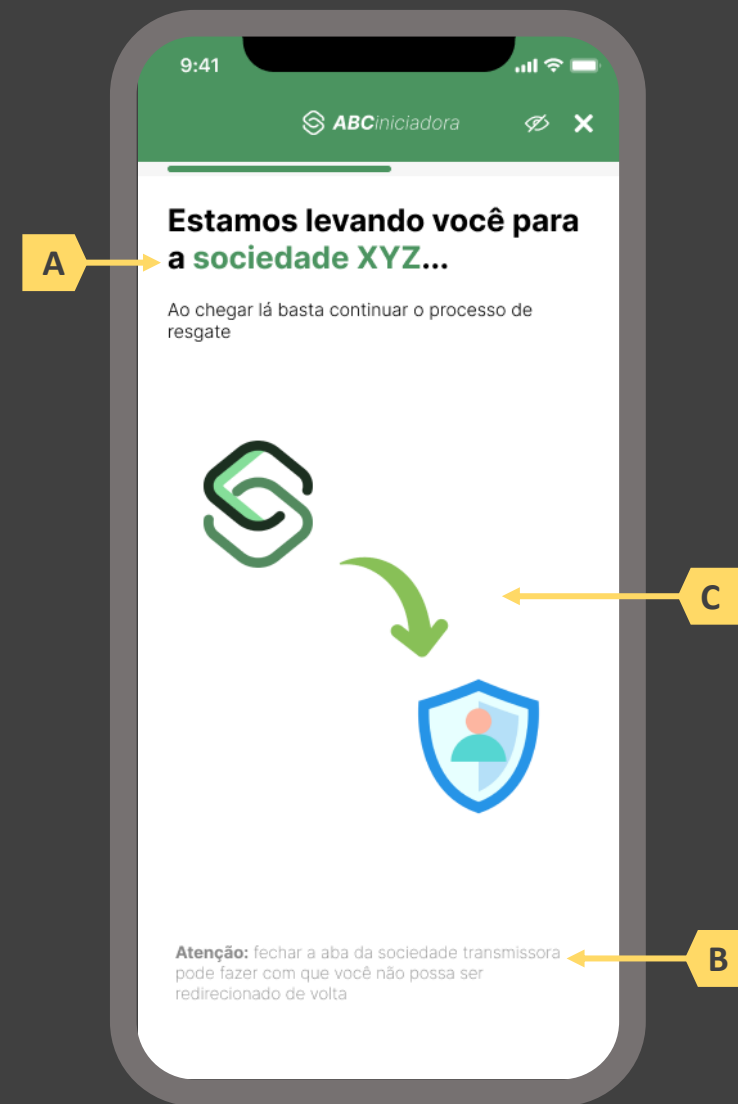 9:41
ABCiniciadora
Estamos levando você para
a sociedade XYZ...
A
Ao chegar lá basta continuar o processo de
resgate
C
Atenção: fechar a aba da sociedade transmissora
pode fazer com que você não possa ser
redirecionado de volta
B